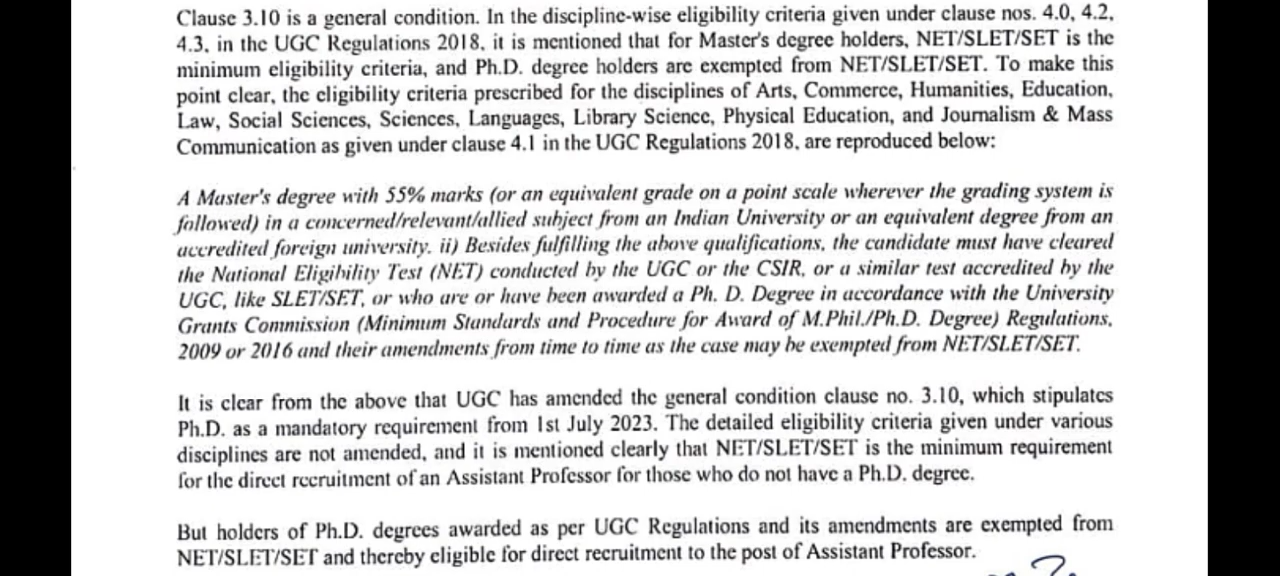 Clause 3.10 is a general condition. In the discipline-wise eligibility criteria given under clause nos. 4.0, 4.2,
4.3, in the UGC Regulations 2018, it is mentioned that for Master's degree holders, NET/SLET/SET is the
minimum eligibility criteria, and Ph.D. degree holders are exempted from NET/SLET/SET. To make this
point clear, the eligibility criteria prescribed for the disciplines of Arts, Commerce, Humanities, Education,
Law, Social Sciences, Sciences, Languages, Library Science, Physical Education, and Journalism & Mass
Communication as given under clause 4.1 in the UGC Regulations 2018, are reproduced below:
A Master's degree with 55% marks (or an equivalent grade on a point scale wherever the grading system is
followed) in a concerned/relevant/allied subject from an Indian University or an equivalent degree from an
accredited foreign university. ii) Besides fulfilling the above qualifications, the candidate must have cleared
the National Eligibility Test (NET) conducted by the UGC or the CSIR, or a similar test accredited by the
UGC, like SLET/SET, or who are or have been awarded a Ph. D. Degree in accordance with the University
Grants Commission (Minimum Standards and Procedure for Award of M.Phil./Ph.D. Degree) Regulations,
2009 or 2016 and their amendments from time to time as the case may be exempted from NET/SLET/SET.
It is clear from the above that UGC has amended the general condition clause no. 3.10, which stipulates
Ph.D. as a mandatory requirement from 1st July 2023. The detailed eligibility criteria given under various
disciplines are not amended, and it is mentioned clearly that NET/SLET/SET is the minimum requirement
for the direct recruitment of an Assistant Professor for those who do not have a Ph.D. degree.
But holders of Ph.D. degrees awarded as per UGC Regulations and its amendments are exempted from
NET/SLET/SET and thereby eligible for direct recruitment to the post of Assistant Professor.